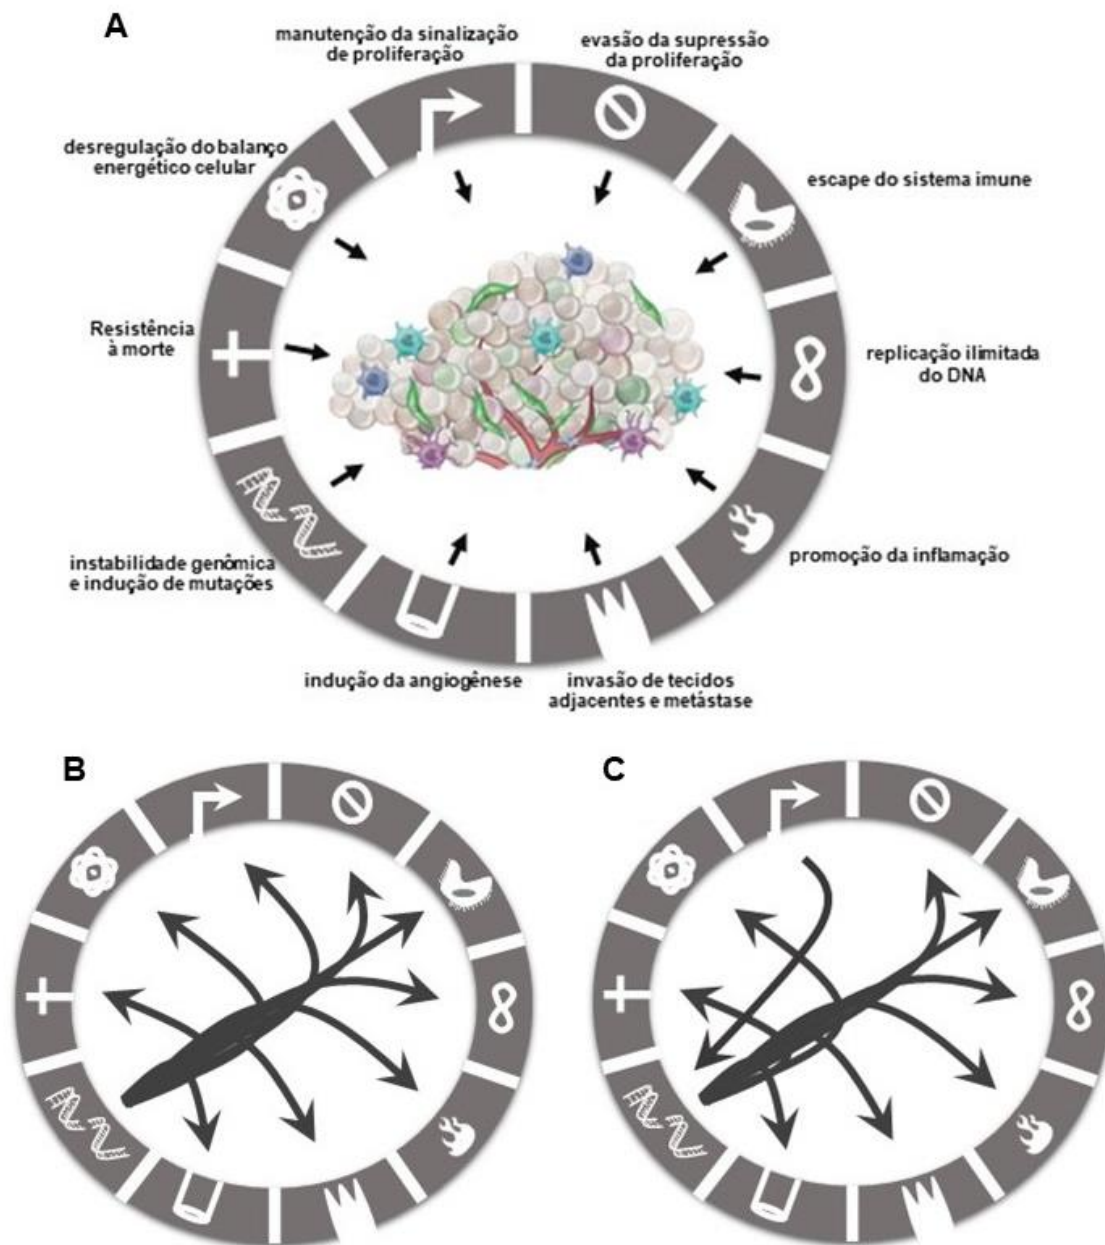 A
manutenção da sinalização
de proliferação
evasão da supressão
da proliferação
desregulação do balanço
energético celular
escape do sistema imune
Resistência
à morte
replicação ilimitada
do DNA
instabilidade genômica
e indução de mutações
promoção da inflamação
indução da angiogênese
invasão de tecidos
adjacentes e metástase
B
C